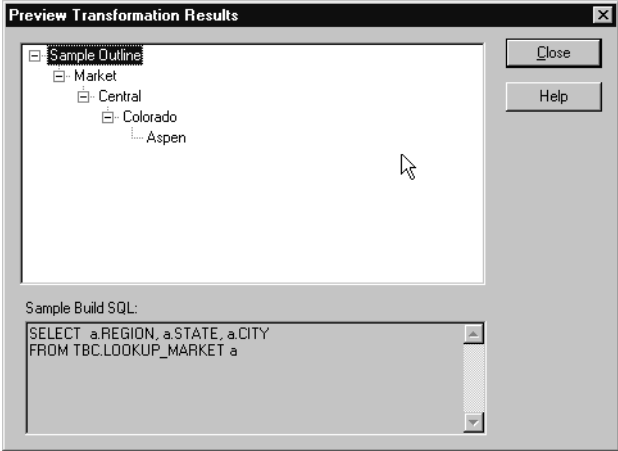 Preview Transformation Results
Sample Outline
Market
Central
Colorado
Aspen
Close
Help
Sample Build SQL:
SELECT a.REGION, a.STATE, a.CITY
FROM TBC.LOOKUP_MARKET a